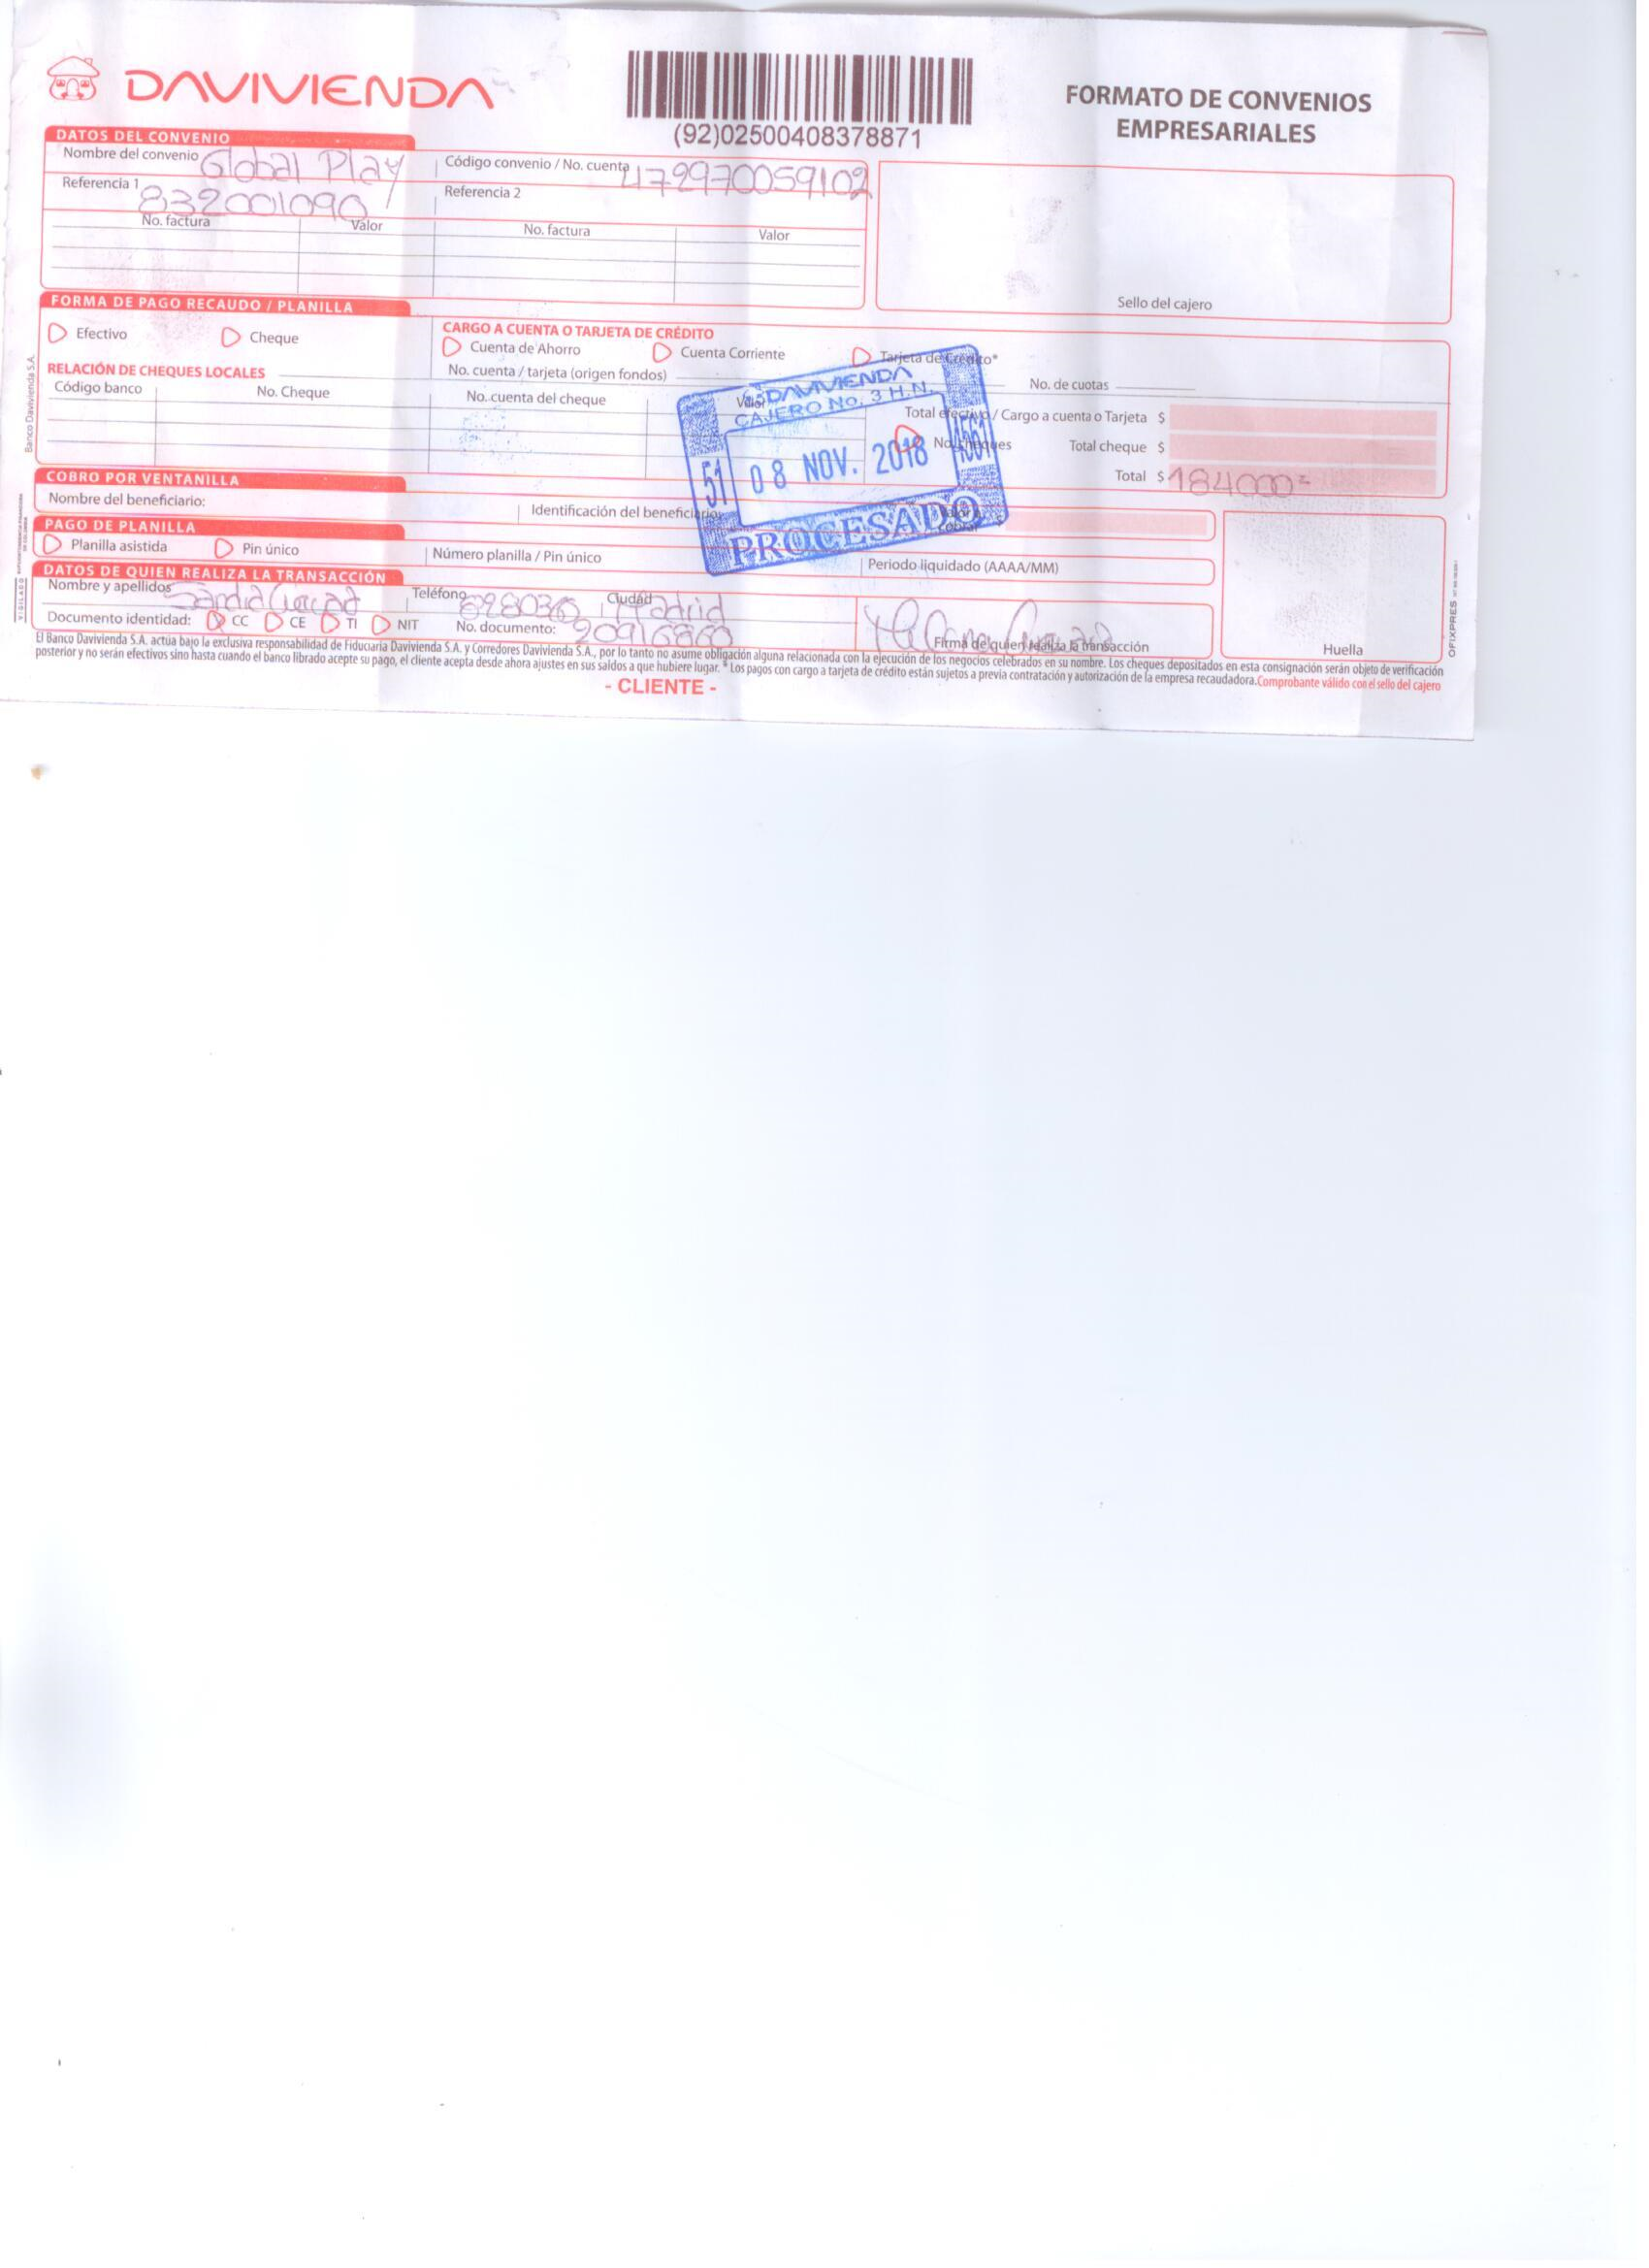 DAVIVIENDA
(92)02500408378871
FORMATO DE CONVENIOS
EMPRESARIALES
DATOS DEL CONVENIO
Nombre del convenio Global Play
Código convenio / No. cuenta 472970059102
Referencia 1 832001090
Referencia 2
No. factura Valor No. factura Valor
Sello del cajero
FORMA DE PAGO RECAUDO / PLANILLA
Efectivo Cheque
CARGO A CUENTA O TARJETA DE CRÉDITO
Cuenta de Ahorro Cuenta Corriente Tarjeta de Crédito*
No. cuenta / tarjeta (origen fondos)
No. de cuotas
RELACIÓN DE CHEQUES LOCALES
Código banco No. Cheque No. cuenta del cheque Valor
Total efectivo / Cargo a cuenta o Tarjeta $
No. cheques Total cheque $
Total $ 184000=
DAVIVIENDA
CAJERO No. 3 H.N.
51 08 NOV. 2018
PROCESADO
COBRO POR VENTANILLA
Nombre del beneficiario: Identificación del beneficiario:
PAGO DE PLANILLA
Planilla asistida Pin único Número planilla / Pin único Periodo liquidado (AAAA/MM)
DATOS DE QUIEN REALIZA LA TRANSACCIÓN
Nombre y apellidos Teléfono Ciudad Madrid
Documento identidad: CC CE TI NIT No. documento: 20916860
Firma de quien realiza la transacción
Huella
El Banco Davivienda S.A. actúa bajo la exclusiva responsabilidad de Fiduciaria Davivienda S.A. y Corredores Davivienda S.A., por lo tanto no asume obligación alguna relacionada con la ejecución de los negocios celebrados en su nombre. Los cheques depositados en esta consignación serán objeto de verificación
posterior y no serán efectivos sino hasta cuando el banco librado acepte su pago, el cliente acepta desde ahora ajustes en sus saldos a que hubiere lugar. * Los pagos con cargo a tarjeta de crédito están sujetos a previa contratación y autorización de la empresa recaudadora. Comprobante válido con el sello del cajero
- CLIENTE -
Banco Davivienda S.A.
VIGILADO
OFIXPRES